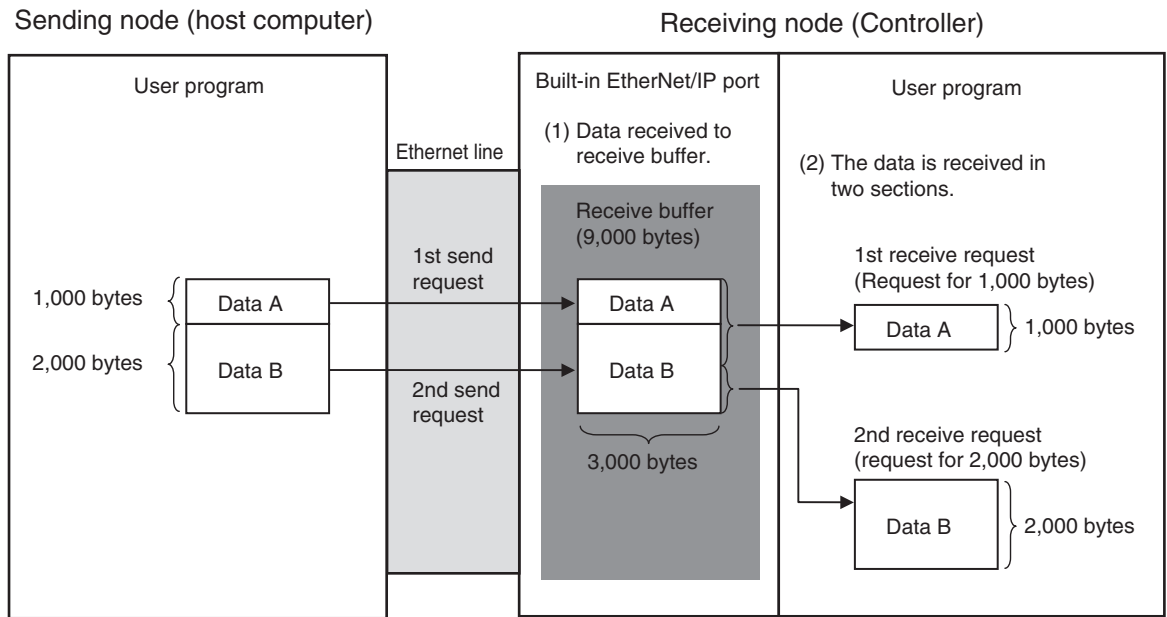 Sending node (host computer)
Receiving node (Controller)
User program
Built-in EtherNet/IP port
User program
(1) Data received to
receive buffer.
Ethernet line
(2) The data is received in
two sections.
Receive buffer
(9,000 bytes)
1st send
request
1st receive request
(Request for 1,000 bytes)
1,000 bytes
Data A
Data A
Data A
1,000 bytes
2,000 bytes
Data B
Data B
2nd send
request
2nd receive request
(request for 2,000 bytes)
3,000 bytes
Data B
2,000 bytes